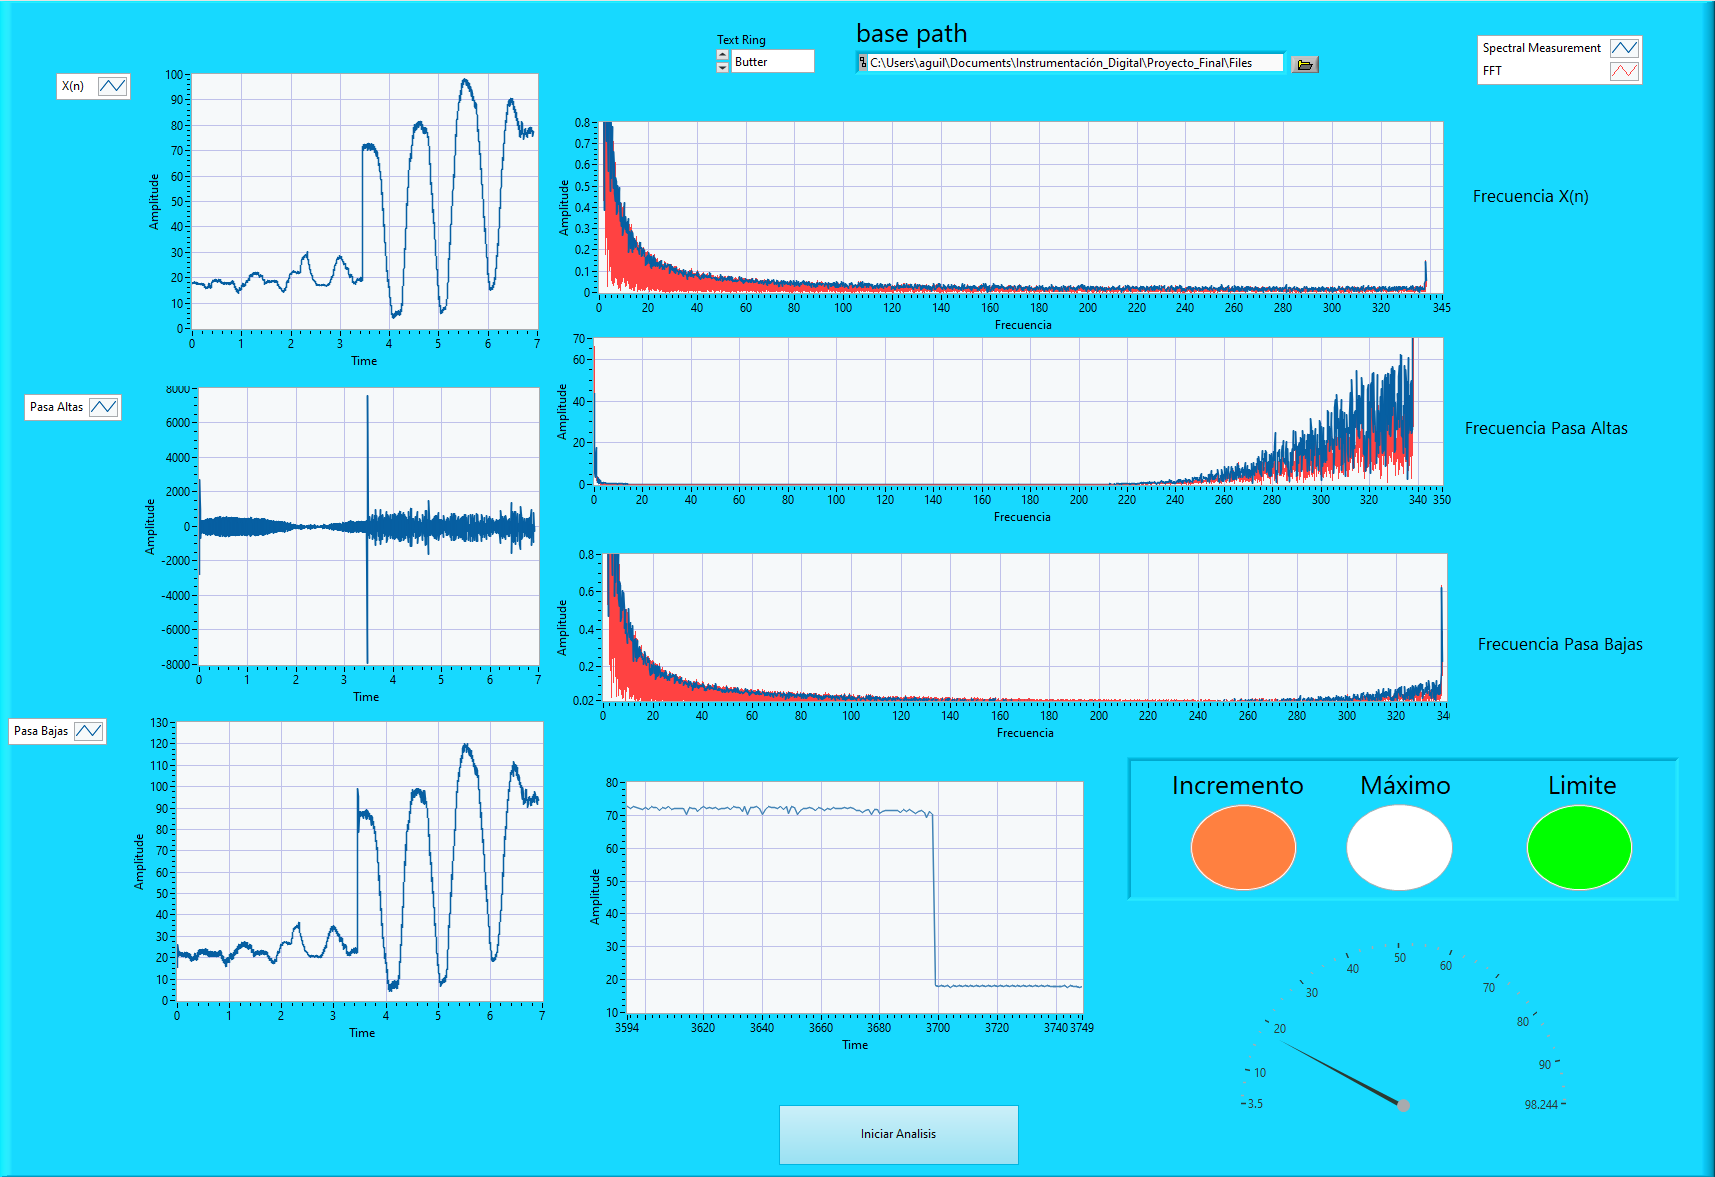 base path
Text Ring
Butter
C:\Users\aguil\Documents\Instrumentación_Digital\Proyecto_Final\Files
Spectral Measurement
FFT
X(n)
Amplitude
100
90
80
70
60
50
40
30
20
10
0
0 1 2 3 4 5 6 7
Time
Amplitude
0.8
0.7
0.6
0.5
0.4
0.3
0.2
0.1
0
0 20 40 60 80 100 120 140 160 180 200 220 240 260 280 300 320 345
Frecuencia
Frecuencia X(n)
Pasa Altas
Amplitude
8000
6000
4000
2000
0
-2000
-4000
-6000
-8000
0 1 2 3 4 5 6 7
Time
Amplitude
70
60
40
20
0
0 20 40 60 80 100 120 140 160 180 200 220 240 260 280 300 320 340 350
Frecuencia
Frecuencia Pasa Altas
Amplitude
0.8
0.6
0.4
0.2
0.02
0 20 40 60 80 100 120 140 160 180 200 220 240 260 280 300 320 34
Frecuencia
Frecuencia Pasa Bajas
Pasa Bajas
Amplitude
130
120
110
100
90
80
70
60
50
40
30
20
10
0
0 1 2 3 4 5 6 7
Time
Amplitude
80
70
60
50
40
30
20
10
3594 3620 3640 3660 3680 3700 3720 3740 3749
Time
Incremento Máximo Limite
3.5
10
20
30
40
50
60
70
80
90
98.244
Iniciar Analisis